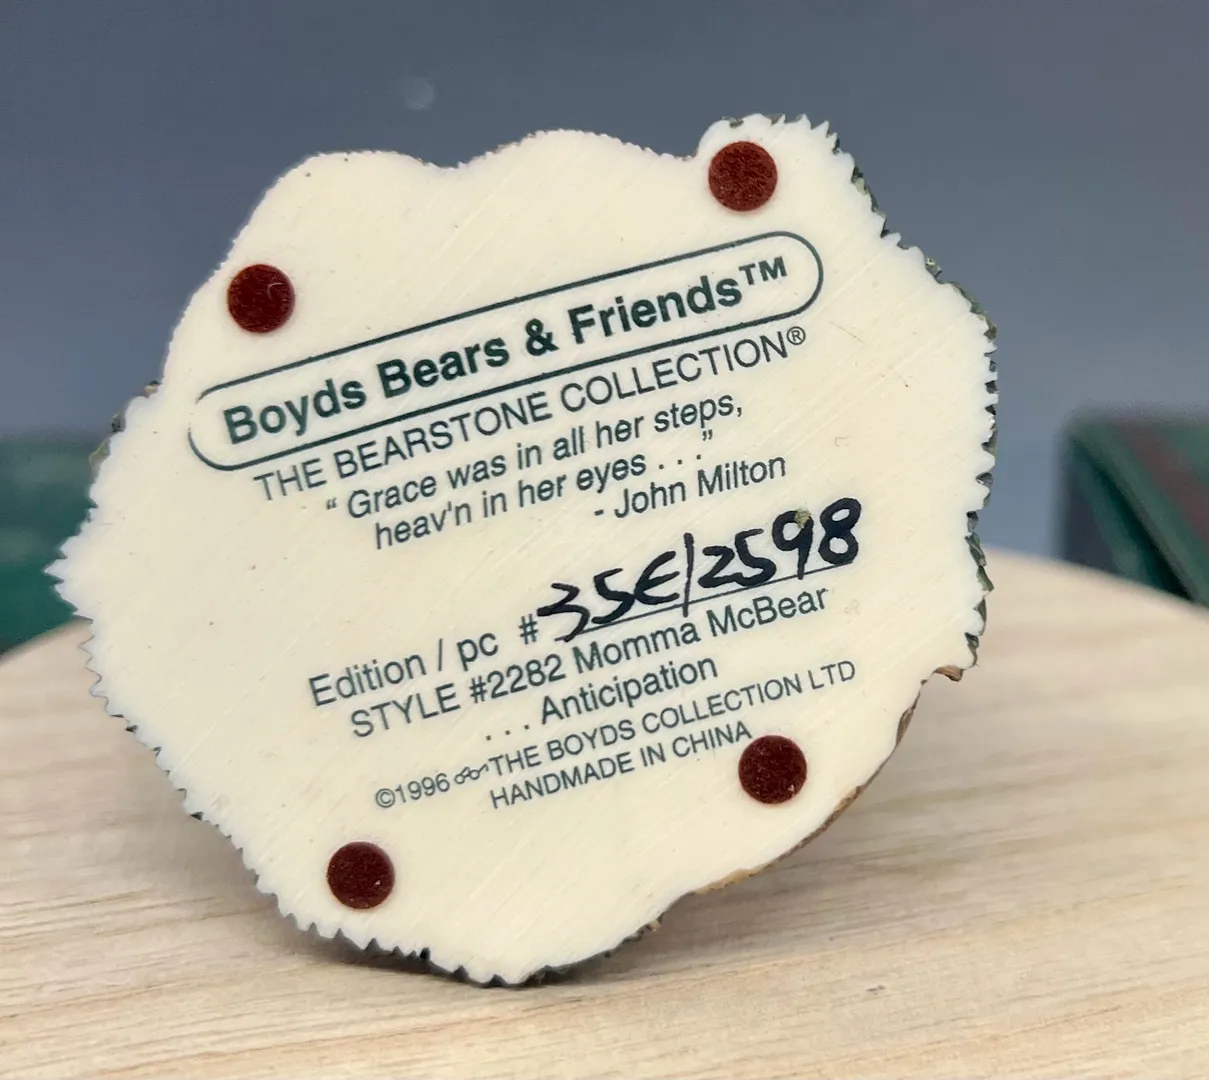 Boyds Bears & Friends™
THE BEARSTONE COLLECTION®
“ Grace was in all her steps,
heav'n in her eyes . . .”
- John Milton
Edition / pc # 35E/2598
STYLE #2282 Momma McBear
. . . Anticipation
©1996 THE BOYDS COLLECTION LTD
HANDMADE IN CHINA